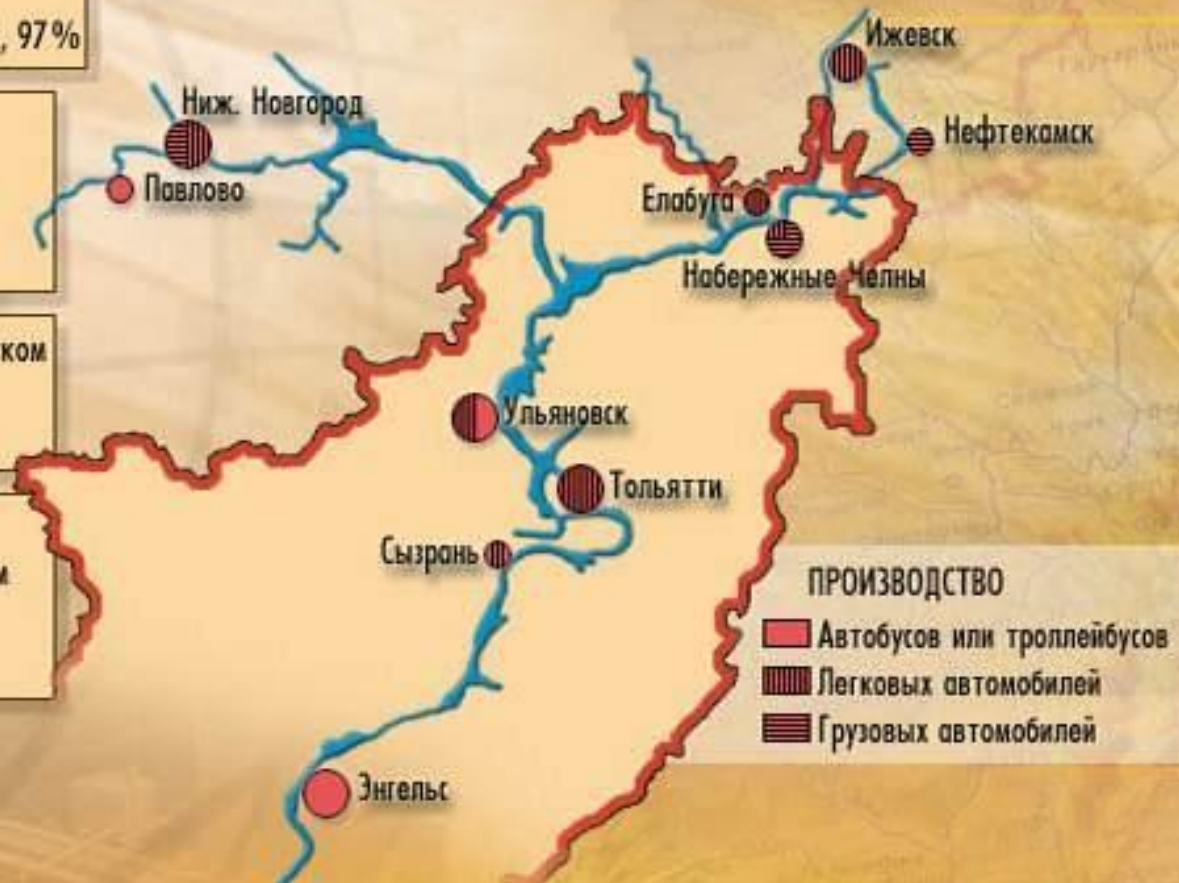 , 97%
Ижевск
Ниж. Новгород
Нефтекамск
Павлово
Елабуга
Набережные Челны
ком
Ульяновск
Тольятти
Сызрань
м
ПРОИЗВОДСТВО
Автобусов или троллейбусов
Легковых автомобилей
Грузовых автомобилей
Энгельс